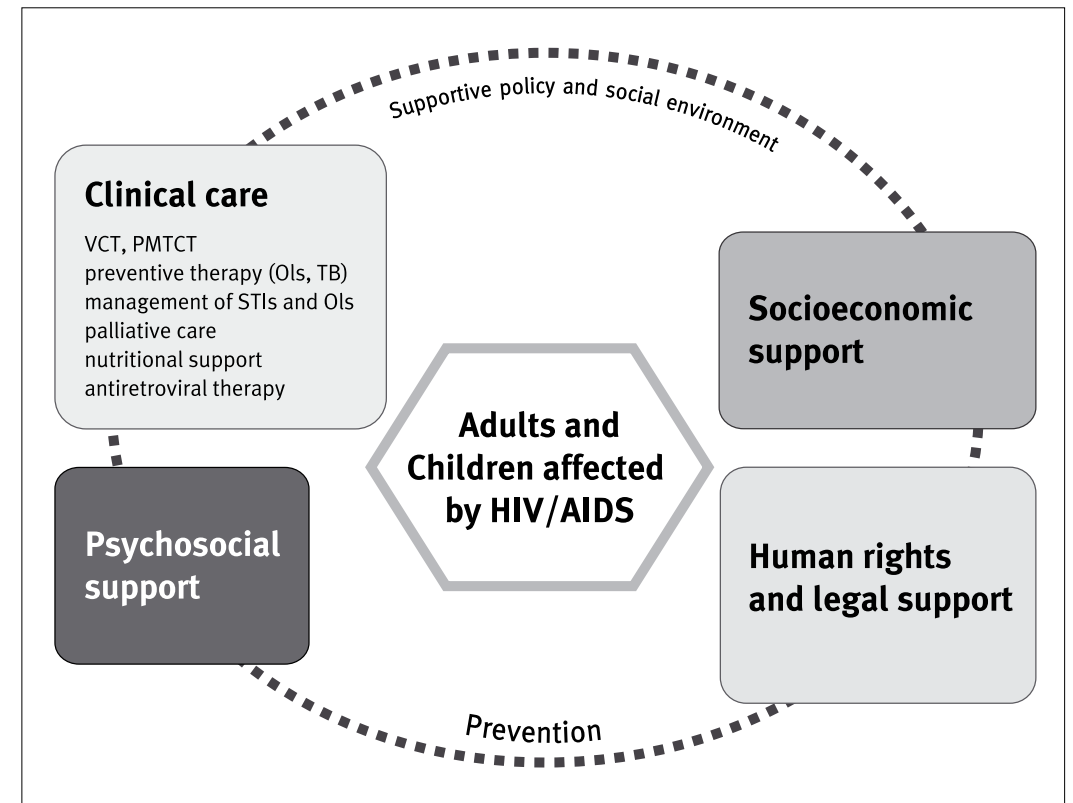 Supportive policy and social environment
Clinical care
VCT, PMTCT
preventive therapy (OIs, TB)
management of STIs and OIs
palliative care
nutritional support
antiretroviral therapy
Socioeconomic
support
Adults and
Children affected
by HIV/AIDS
Psychosocial
support
Human rights
and legal support
Prevention